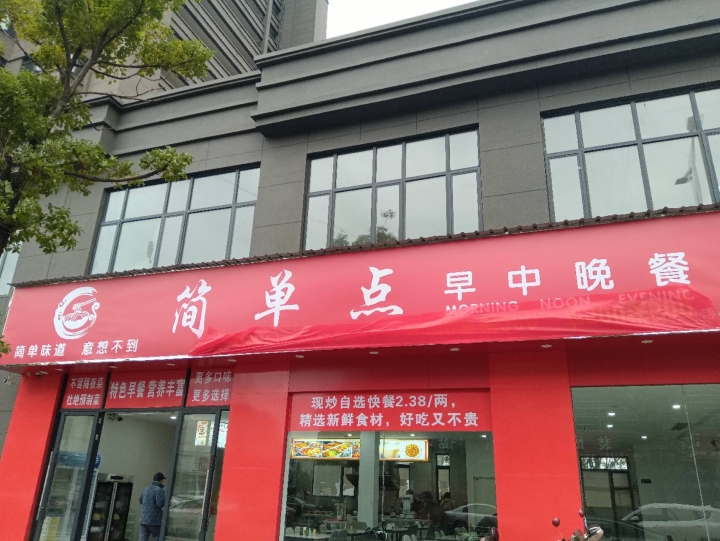 简单点
早中晚餐
MORNING NOON EVENING
简单味道 意想不到
不留隔夜菜
杜绝预制菜
特色早餐 营养丰富
更多口味
更多选择
现炒自选快餐2.38/两,
精选新鲜食材，好吃又不贵